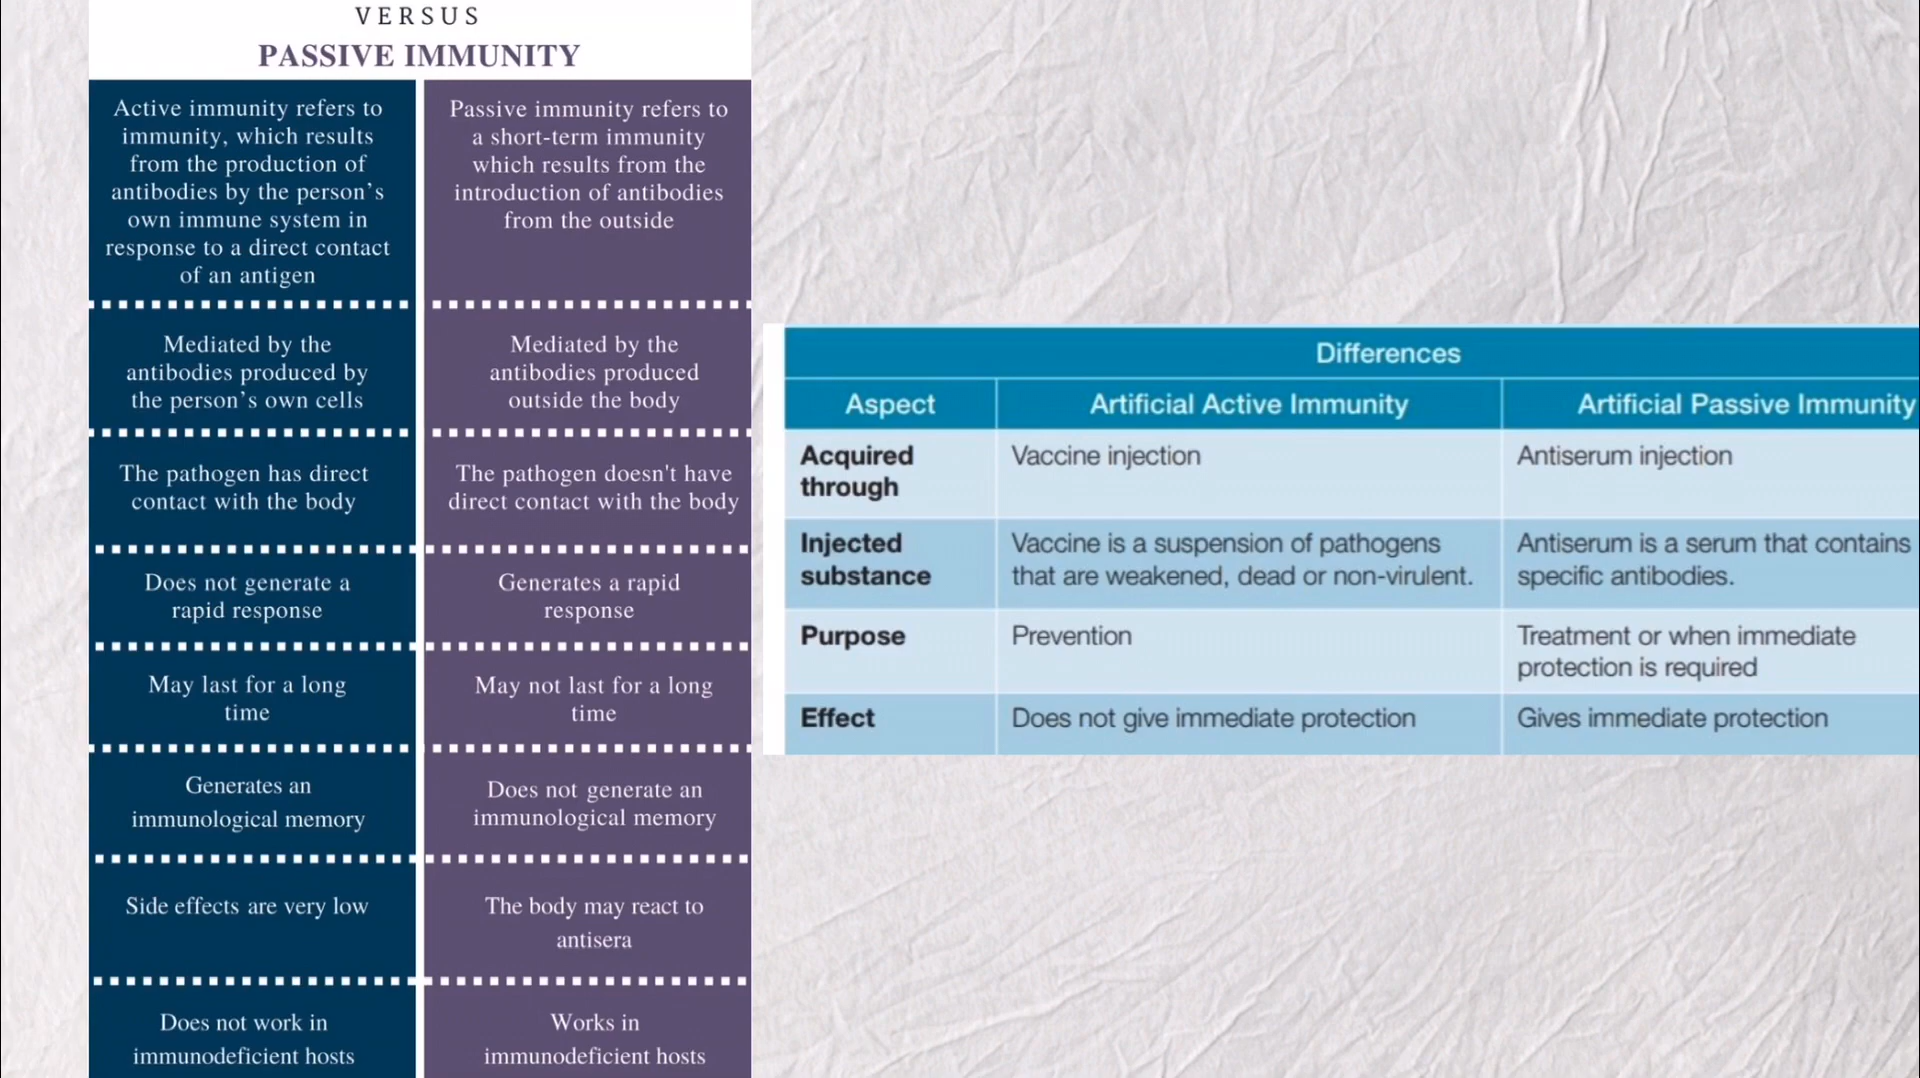 VERSUS
PASSIVE IMMUNITY
Active immunity refers to
immunity, which results
from the production of
antibodies by the person's
own immune system in
response to a direct contact
of an antigen
Passive immunity refers to
a short-term immunity
which results from the
introduction of antibodies
from the outside
Mediated by the
antibodies produced by
the person's own cells
Mediated by the
antibodies produced
outside the body
The pathogen has direct
contact with the body
The pathogen doesn't have
direct contact with the body
Does not generate a
rapid response
Generates a rapid
response
May last for a long
time
May not last for a long
time
Generates an
immunological memory
Does not generate an
immunological memory
Side effects are very low
The body may react to
antisera
Does not work in
immunodeficient hosts
Works in
immunodeficient hosts
Differences
Aspect
Artificial Active Immunity
Artificial Passive Immunity
Acquired
through
Vaccine injection
Antiserum injection
Injected
substance
Vaccine is a suspension of pathogens
that are weakened, dead or non-virulent.
Antiserum is a serum that contains
specific antibodies.
Purpose
Prevention
Treatment or when immediate
protection is required
Effect
Does not give immediate protection
Gives immediate protection